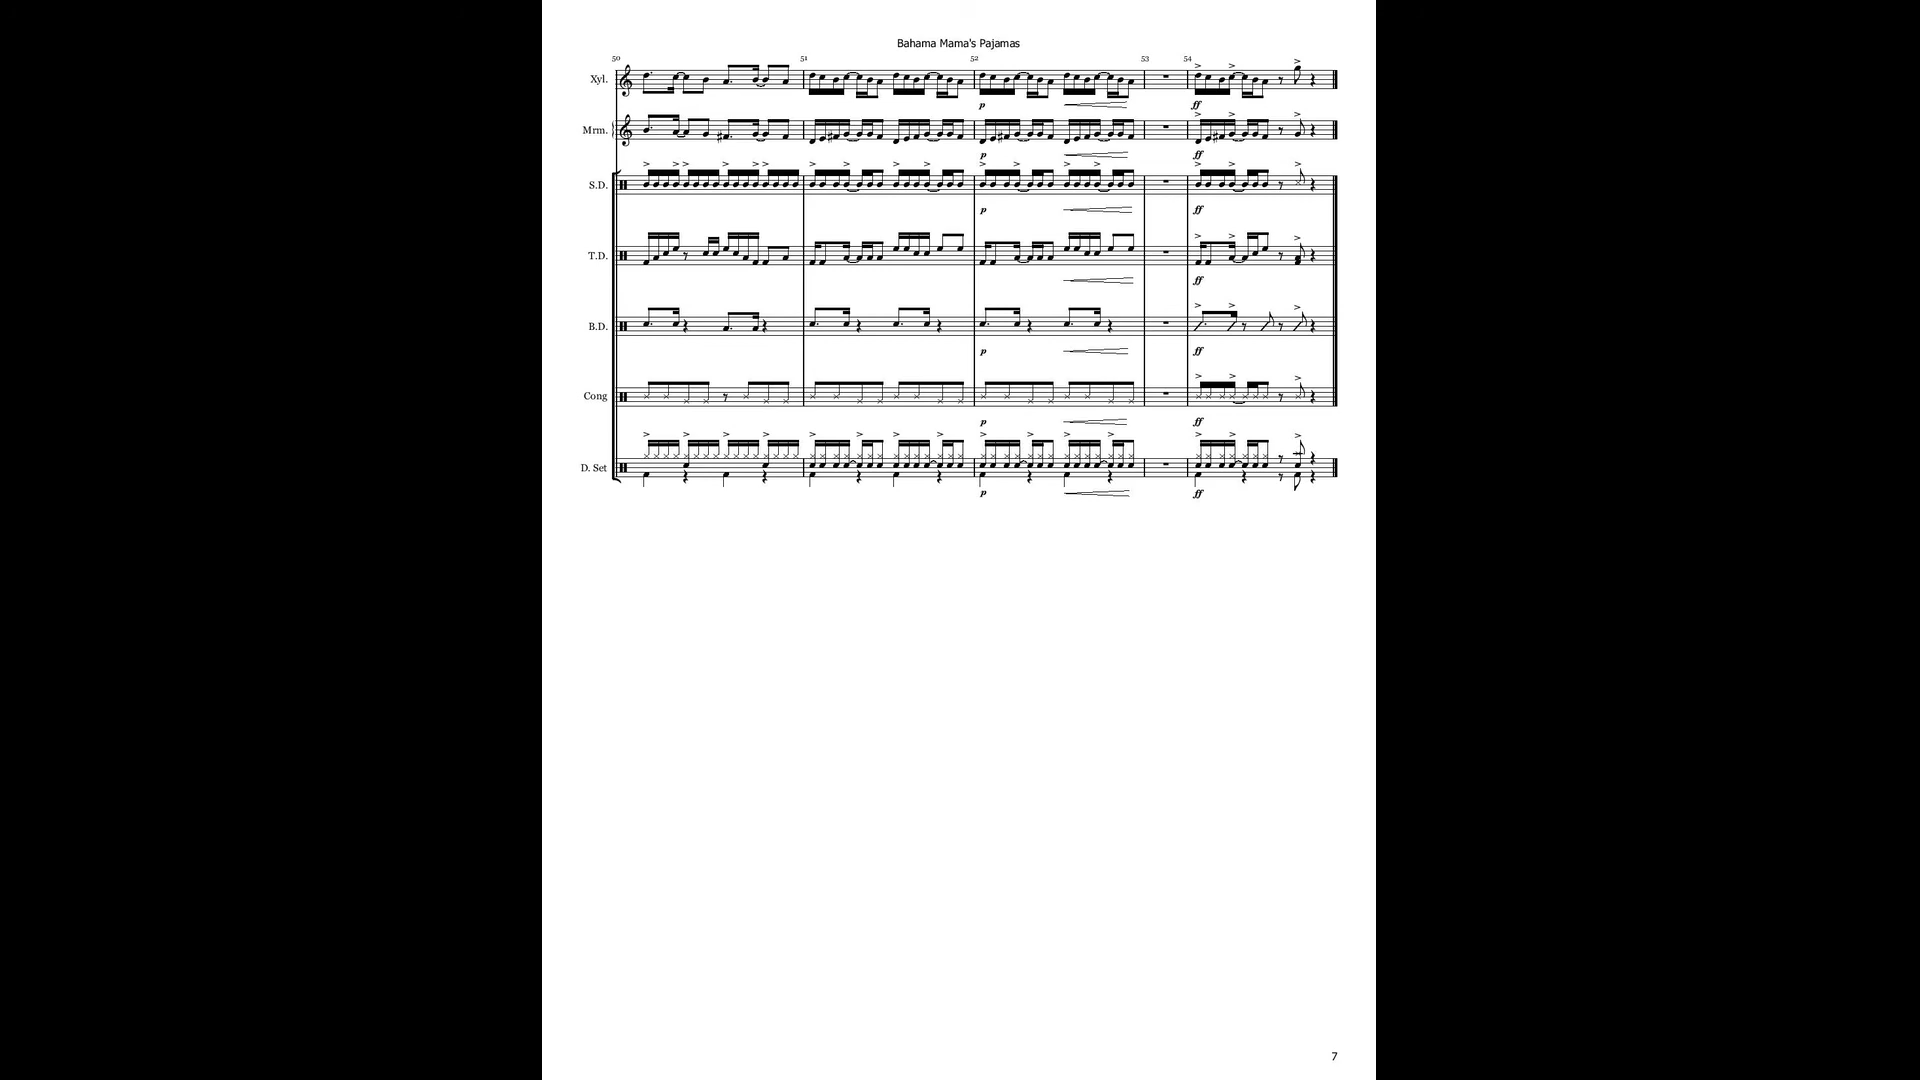 Bahama Mama's Pajamas
50 51 52 53 54
Xyl.
p ff
Mrm.
p ff
S.D.
p ff
T.D.
ff
B.D.
p ff
Cong
p ff
D. Set
p ff
7